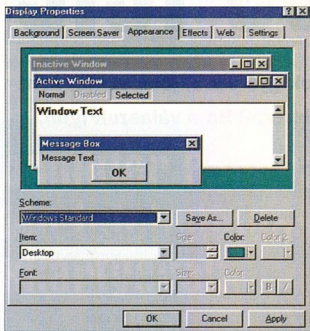 Display Properties
Background Screen Saver Appearance Effects Web Settings
Inactive Window
Active Window
Normal Disabled Selected
Window Text
Message Box
Message Text
OK
Scheme:
Windows Standard Save As... Delete
Item: Size: Color: Color 2:
Desktop
Font: Size: Color:
B /
OK Cancel Apply